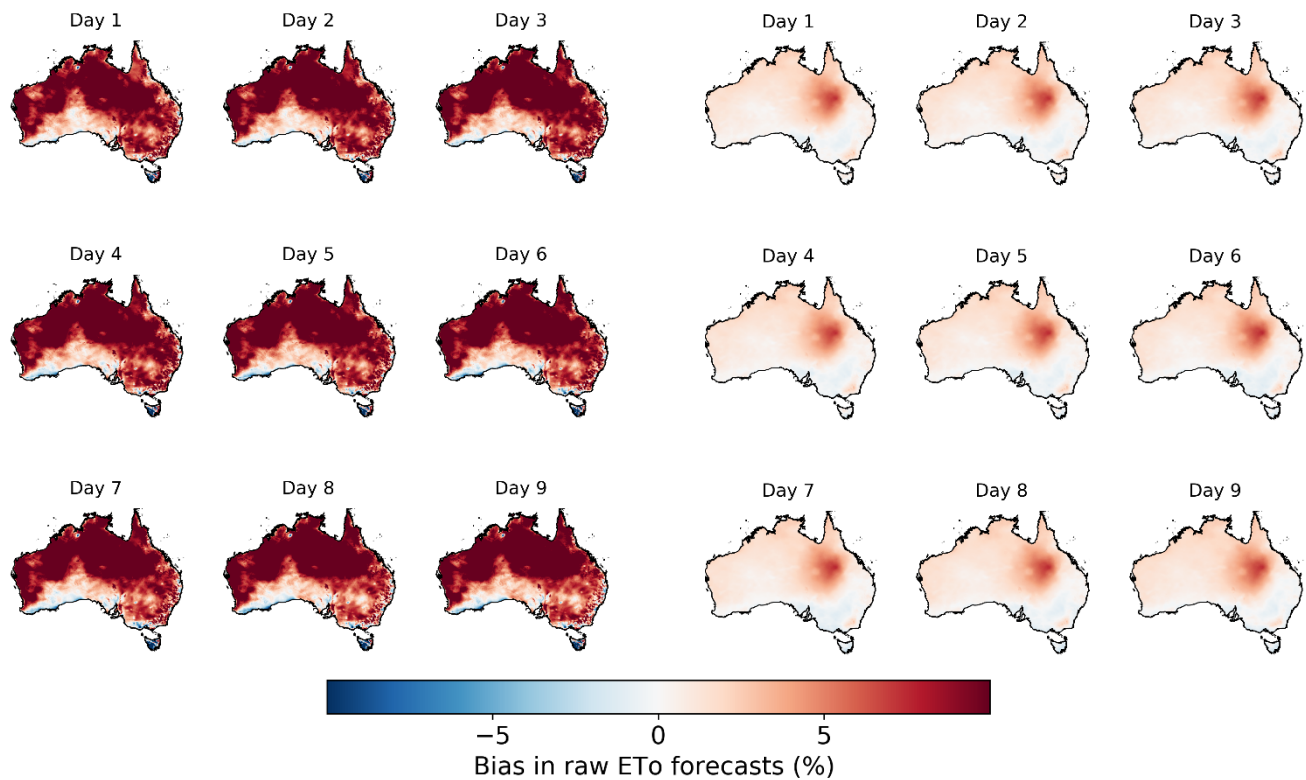 Day 1 Day 2 Day 3 Day 1 Day 2 Day 3
Day 4 Day 5 Day 6 Day 4 Day 5 Day 6
Day 7 Day 8 Day 9 Day 7 Day 8 Day 9
−5 0 5
Bias in raw ETo forecasts (%)